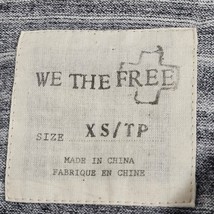 WE THE FREE
SIZE XS/TP
MADE IN CHINA
FABRIQUE EN CHINE